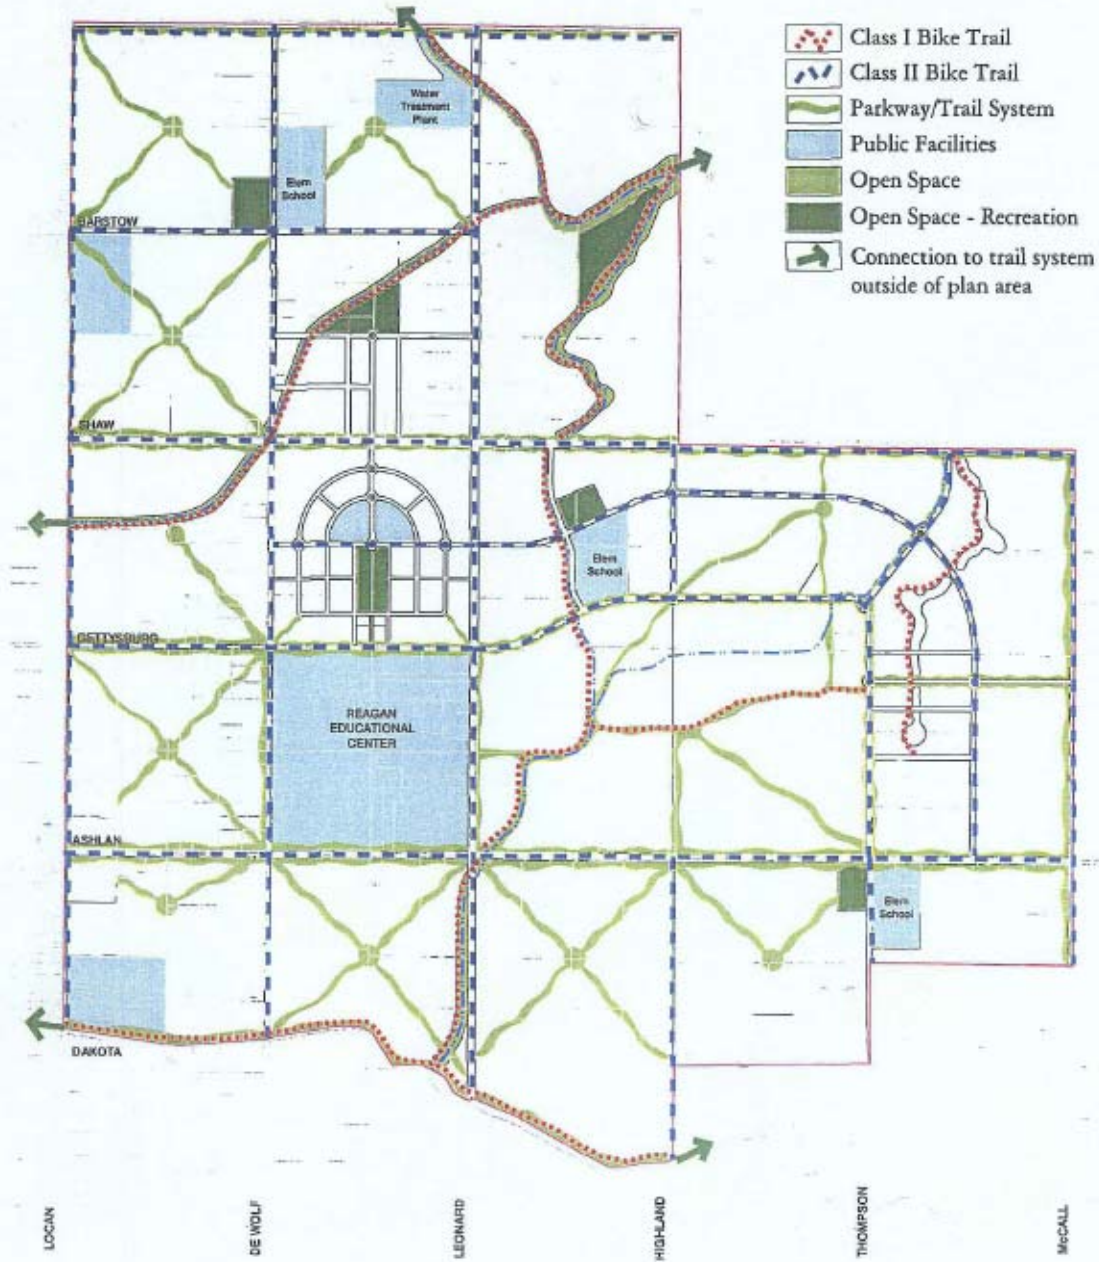 Class I Bike Trail
Class II Bike Trail
Parkway/Trail System
Public Facilities
Open Space
Open Space - Recreation
Connection to trail system
outside of plan area
Water
Treatment
Plant
Elem
School
BARSTOW
SHAW
Elem
School
GETTYSBURG
REAGAN
EDUCATIONAL
CENTER
ASHLAN
Elem
School
DAKOTA
LOCAN
DE WOLF
LEONARD
HIGHLAND
THOMPSON
McCALL